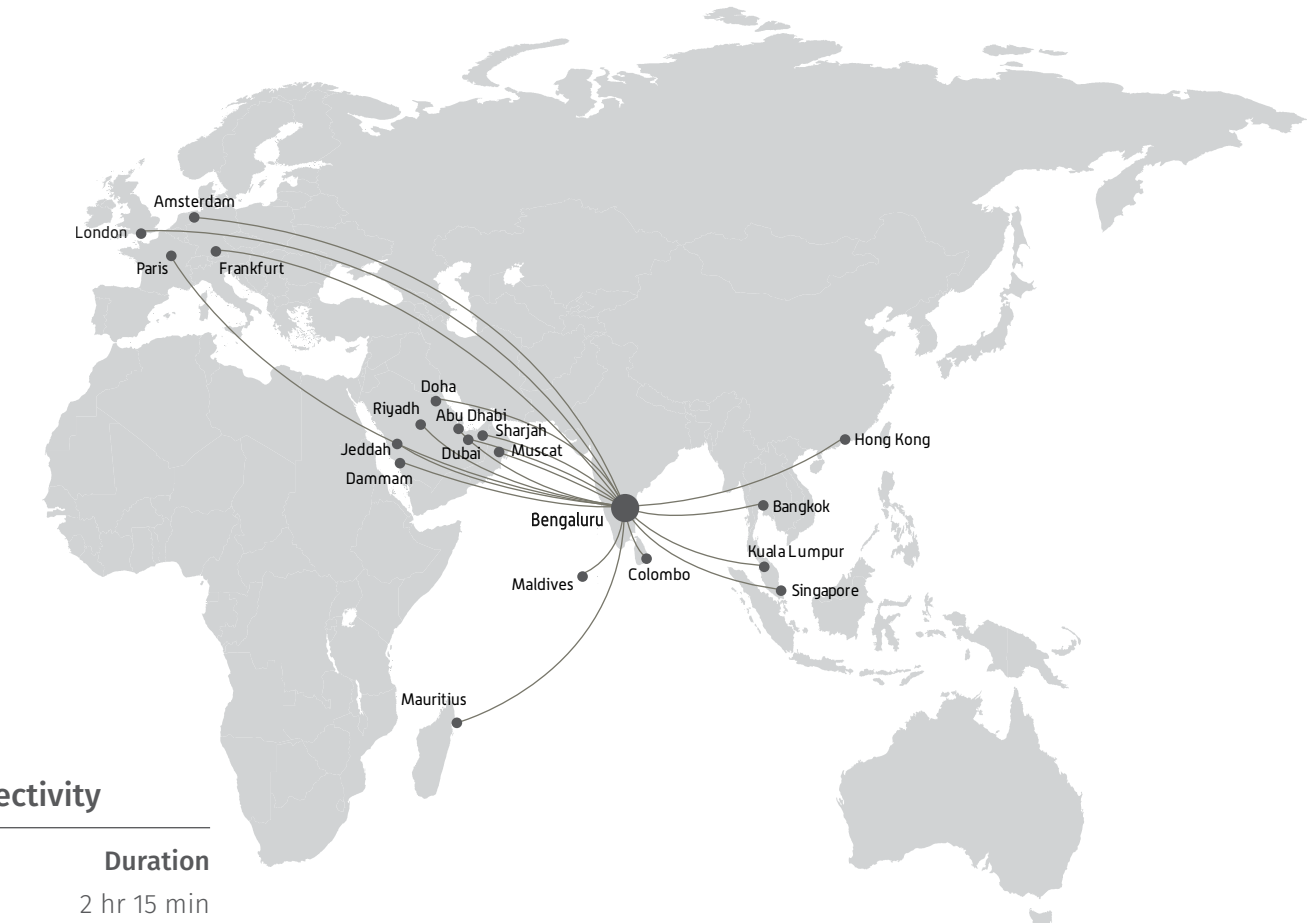 Amsterdam
London
Paris
Frankfurt
Doha
Riyadh
Abu Dhabi
Sharjah
Jeddah
Dubai
Muscat
Dammam
Hong Kong
Bengaluru
Bangkok
Kuala Lumpur
Maldives
Colombo
Singapore
Mauritius
ectivity
Duration
2 hr 15 min